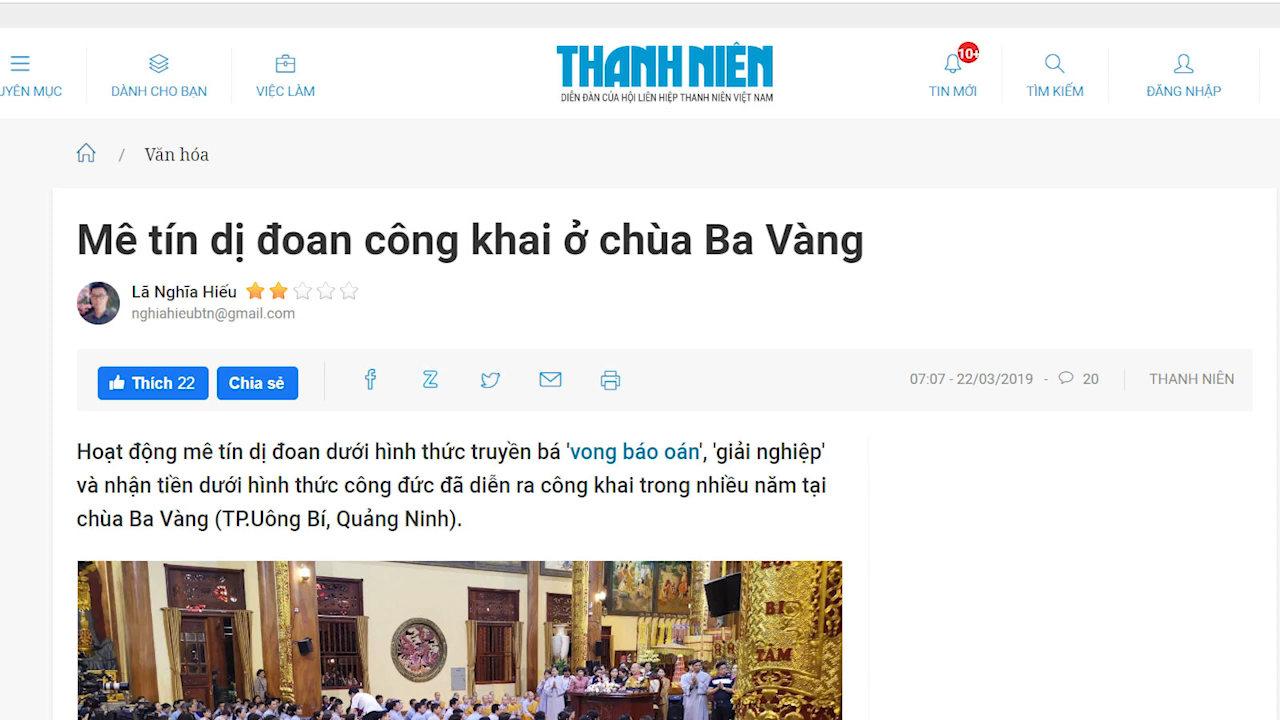 UYÊN MỤC
DÀNH CHO BẠN
VIỆC LÀM
THANH NIÊN
DIỄN ĐÀN CỦA HỘI LIÊN HIỆP THANH NIÊN VIỆT NAM
10+
TIN MỚI
TÌM KIẾM
ĐĂNG NHẬP
/ Văn hóa
Mê tín dị đoan công khai ở chùa Ba Vàng
Lã Nghĩa Hiếu
nghiahieubtn@gmail.com
Thích 22
Chia sẻ
07:07 - 22/03/2019 - 20
THANH NIÊN
Hoạt động mê tín dị đoan dưới hình thức truyền bá 'vong báo oán', 'giải nghiệp'
và nhận tiền dưới hình thức công đức đã diễn ra công khai trong nhiều năm tại
chùa Ba Vàng (TP.Uông Bí, Quảng Ninh).
BI
TÂM